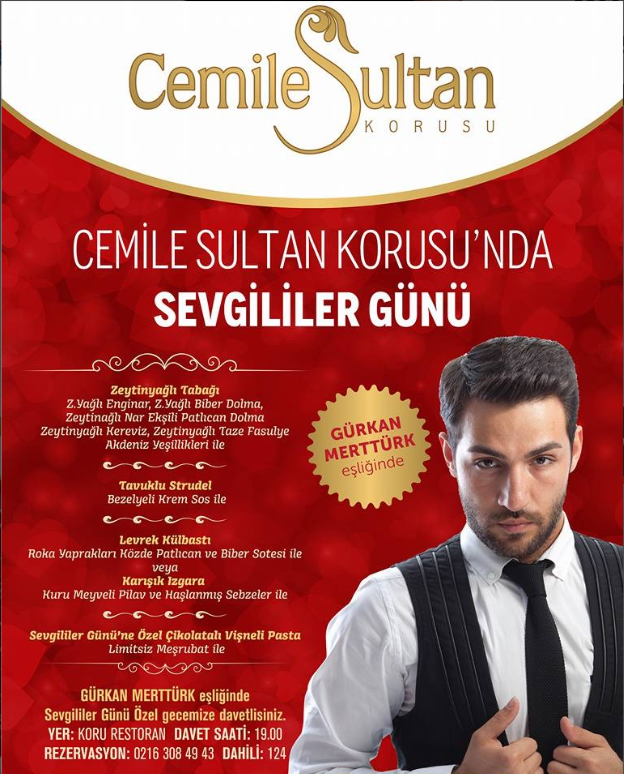 Cemile Sultan
KORUSU
CEMİLE SULTAN KORUSU'NDA
SEVGİLİLER GÜNÜ
Zeytinyağlı Tabağı
Z.Yağlı Enginar, Z.Yağlı Biber Dolma,
Zeytinağlı Nar Ekşili Patlıcan Dolma
Zeytinyağlı Kereviz, Zeytinyağlı Taze Fasulye
Akdeniz Yeşillikleri ile
Tavuklu Strudel
Bezelyeli Krem Sos ile
Levrek Külbastı
Roka Yaprakları Közde Patlıcan ve Biber Sotesi ile
veya
Karışık Izgara
Kuru Meyveli Pilav ve Haşlanmış Sebzeler ile
Sevgililer Günü'ne Özel Çikolatalı Vişneli Pasta
Limitsiz Meşrubat ile
GÜRKAN
MERTTÜRK
eşliğinde
GÜRKAN MERTTÜRK eşliğinde
Sevgililer Günü Özel gecemize davetlisiniz.
YER: KORU RESTORAN DAVET SAATİ: 19.00
REZERVASYON: 0216 308 49 43 DAHİLİ: 124